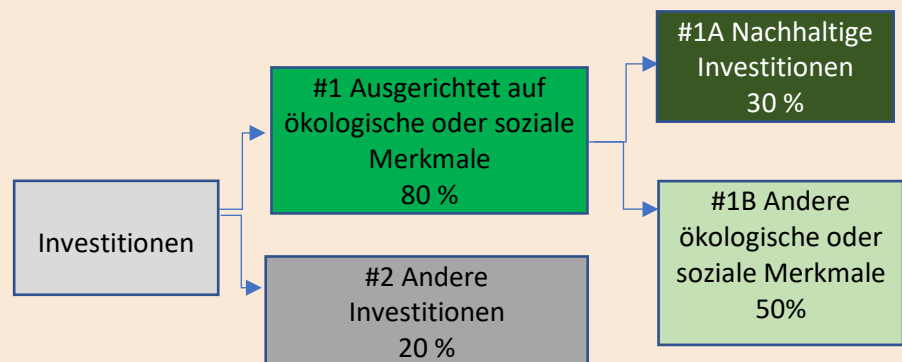 Investitionen
#1 Ausgerichtet auf
ökologische oder soziale
Merkmale
80 %
#2 Andere
Investitionen
20 %
#1A Nachhaltige
Investitionen
30 %
#1B Andere
ökologische oder
soziale Merkmale
50%